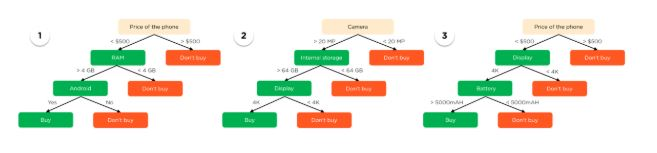 1
Price of the phone
< $500
> $500
RAM
Don't buy
> 4 GB
< 4 GB
Android
Don't buy
Yes
No
Buy
Don't buy
2
Camera
> 20 MP
< 20 MP
Internal storage
Don't buy
> 64 GB
< 64 GB
Display
Don't buy
4K
< 4K
Buy
Don't buy
3
Price of the phone
< $500
> $500
Display
Don't buy
4K
< 4K
Battery
Don't buy
> 5000mAH
< 5000mAH
Buy
Don't buy